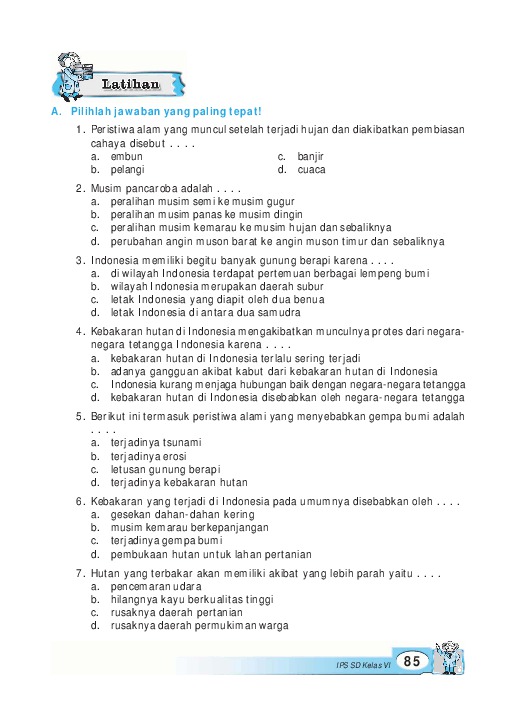 Latihan
A. Pilihlah jawaban yang paling tepat!
1. Peristiwa alam yang muncul setelah terjadi hujan dan diakibatkan pembiasan
cahaya disebut . . . .
a. embun c. banjir
b. pelangi d. cuaca
2. Musim pancaroba adalah . . . .
a. peralihan musim semi ke musim gugur
b. peralihan musim panas ke musim dingin
c. peralihan musim kemarau ke musim hujan dan sebaliknya
d. perubahan angin muson barat ke angin muson timur dan sebaliknya
3. Indonesia memiliki begitu banyak gunung berapi karena . . . .
a. di wilayah Indonesia terdapat pertemuan berbagai lempeng bumi
b. wilayah Indonesia merupakan daerah subur
c. letak Indonesia yang diapit oleh dua benua
d. letak Indonesia di antara dua samudra
4. Kebakaran hutan di Indonesia mengakibatkan munculnya protes dari negara-
negara tetangga Indonesia karena . . . .
a. kebakaran hutan di Indonesia terlalu sering terjadi
b. adanya gangguan akibat kabut dari kebakaran hutan di Indonesia
c. Indonesia kurang menjaga hubungan baik dengan negara-negara tetangga
d. kebakaran hutan di Indonesia disebabkan oleh negara-negara tetangga
5. Berikut ini termasuk peristiwa alami yang menyebabkan gempa bumi adalah
. . . .
a. terjadinya tsunami
b. terjadinya erosi
c. letusan gunung berapi
d. terjadinya kebakaran hutan
6. Kebakaran yang terjadi di Indonesia pada umumnya disebabkan oleh . . . .
a. gesekan dahan-dahan kering
b. musim kemarau berkepanjangan
c. terjadinya gempa bumi
d. pembukaan hutan untuk lahan pertanian
7. Hutan yang terbakar akan memiliki akibat yang lebih parah yaitu . . . .
a. pencemaran udara
b. hilangnya kayu berkualitas tinggi
c. rusaknya daerah pertanian
d. rusaknya daerah permukiman warga
IPS SD Kelas VI 85